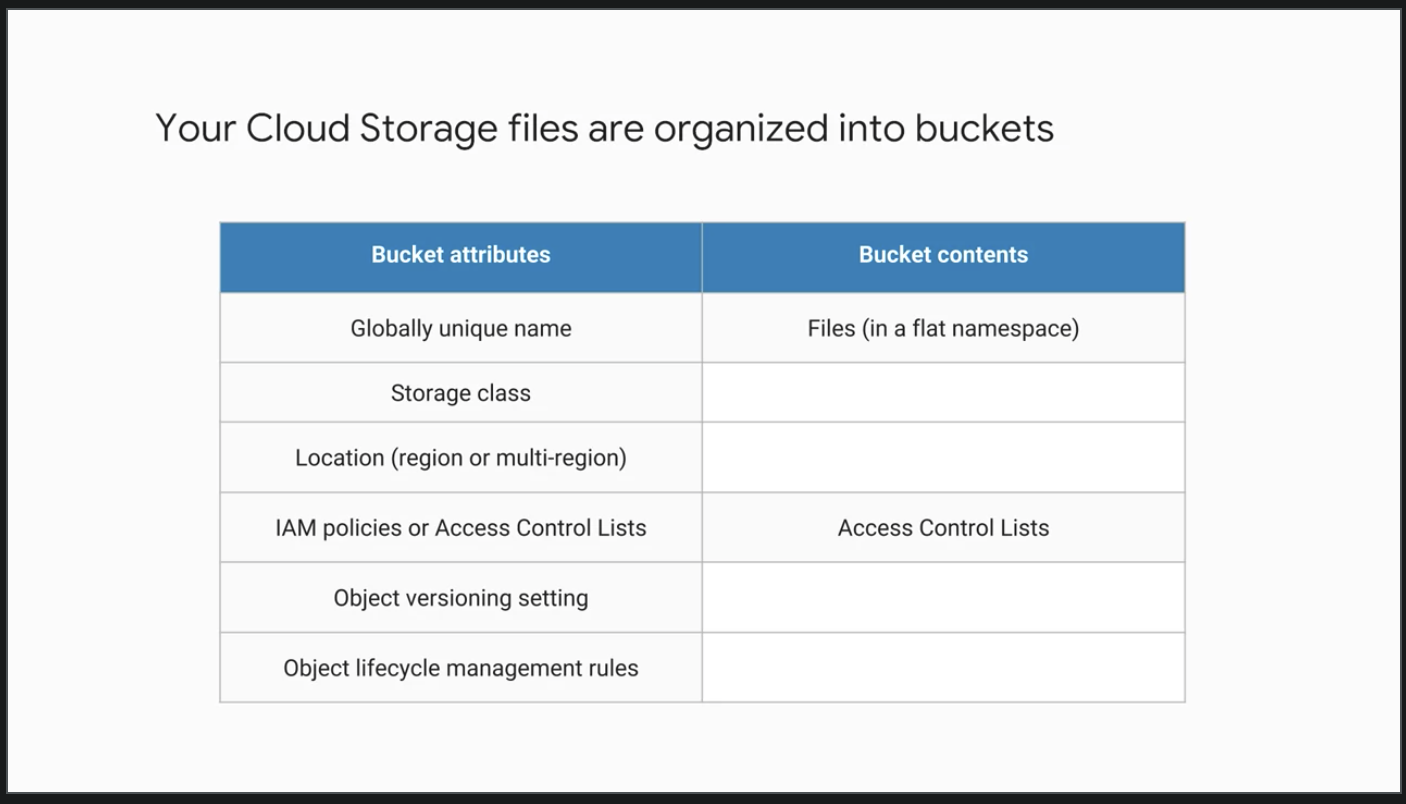 Your Cloud Storage files are organized into buckets
Bucket attributes
Bucket contents
Globally unique name
Files (in a flat namespace)
Storage class
Location (region or multi-region)
IAM policies or Access Control Lists
Access Control Lists
Object versioning setting
Object lifecycle management rules